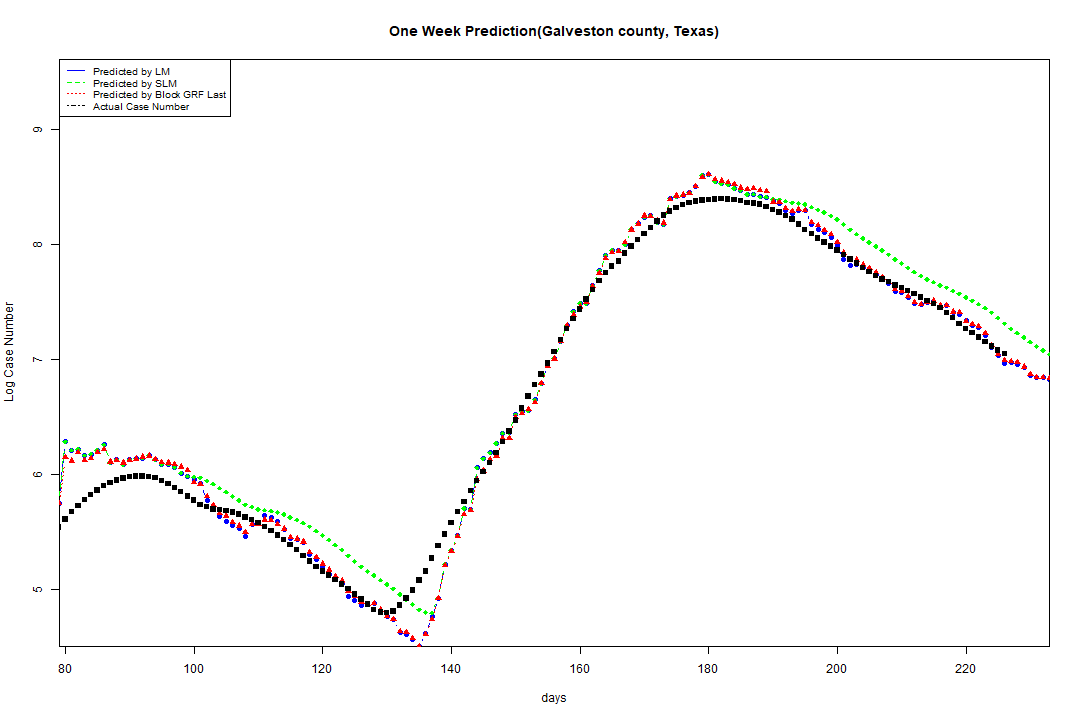 One Week Prediction(Galveston county, Texas)
Predicted by LM
Predicted by SLM
Predicted by Block GRF Last
Actual Case Number
9
8
7
6
5
Log Case Number
80 100 120 140 160 180 200 220
days